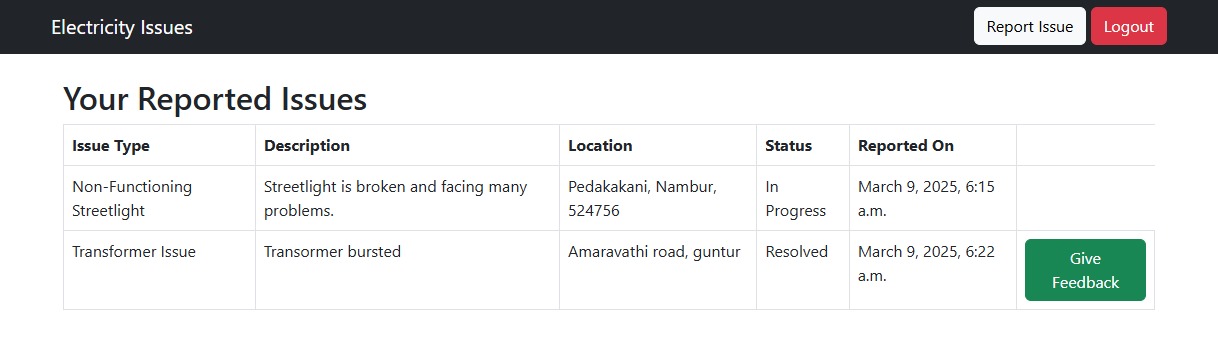 Electricity Issues
Report Issue
Logout
Your Reported Issues
Issue Type
Description
Location
Status
Reported On
Non-Functioning
Streetlight
Streetlight is broken and facing many
problems.
Pedakakani, Nambur,
524756
In
Progress
March 9, 2025, 6:15
a.m.
Transformer Issue
Transormer bursted
Amaravathi road, guntur
Resolved
March 9, 2025, 6:22
a.m.
Give
Feedback